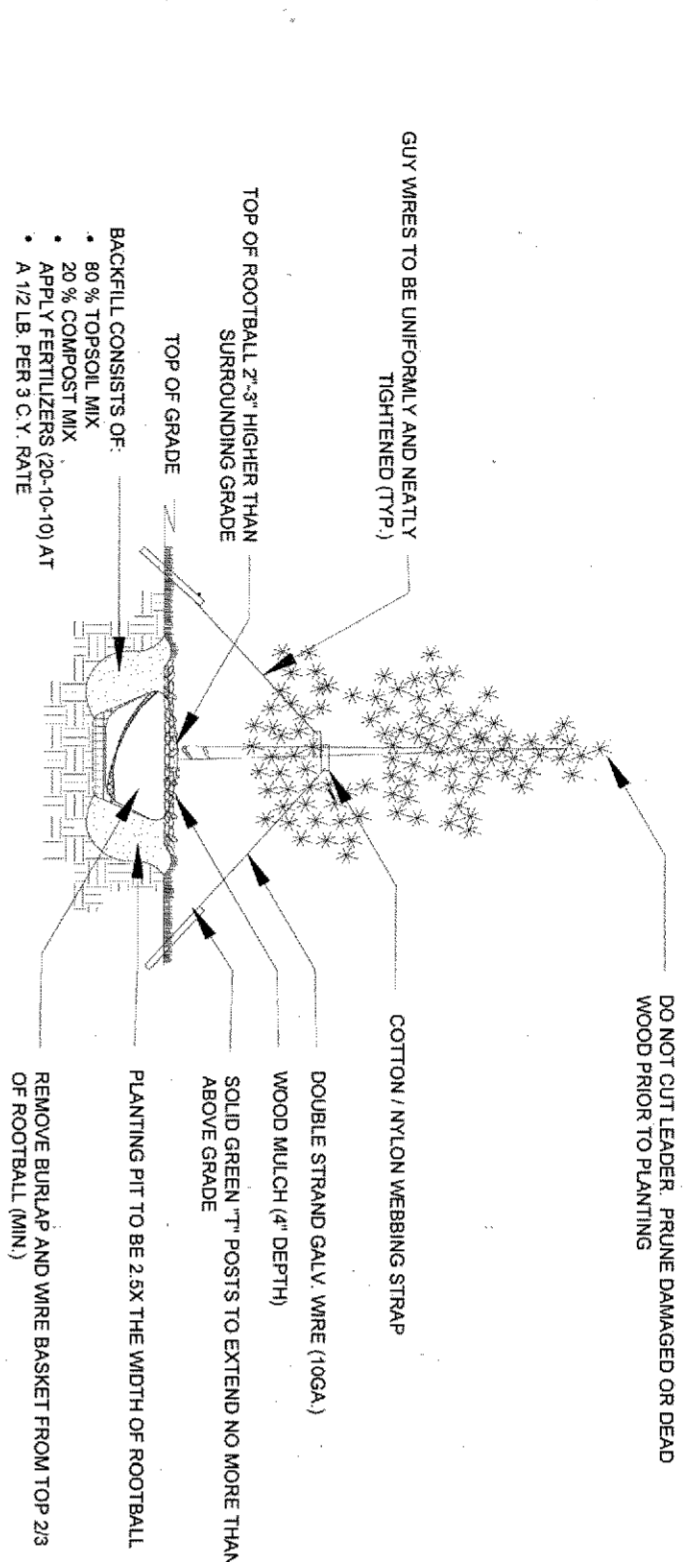 DO NOT CUT LEADER. PRUNE DAMAGED OR DEAD
WOOD PRIOR TO PLANTING
GUY WIRES TO BE UNIFORMLY AND NEATLY
TIGHTENED (TYP.)
COTTON / NYLON WEBBING STRAP
TOP OF ROOTBALL 2"-3" HIGHER THAN
SURROUNDING GRADE
DOUBLE STRAND GALV. WIRE (10GA.)
WOOD MULCH (4" DEPTH)
TOP OF GRADE
SOLID GREEN "T" POSTS TO EXTEND NO MORE THAN
ABOVE GRADE
BACKFILL CONSISTS OF:
• 80 % TOPSOIL MIX
• 20 % COMPOST MIX
• APPLY FERTILIZERS (20-10-10) AT
• A 1/2 LB. PER 3 C.Y. RATE
PLANTING PIT TO BE 2.5X THE WIDTH OF ROOTBALL
REMOVE BURLAP AND WIRE BASKET FROM TOP 2/3
OF ROOTBALL (MIN.)